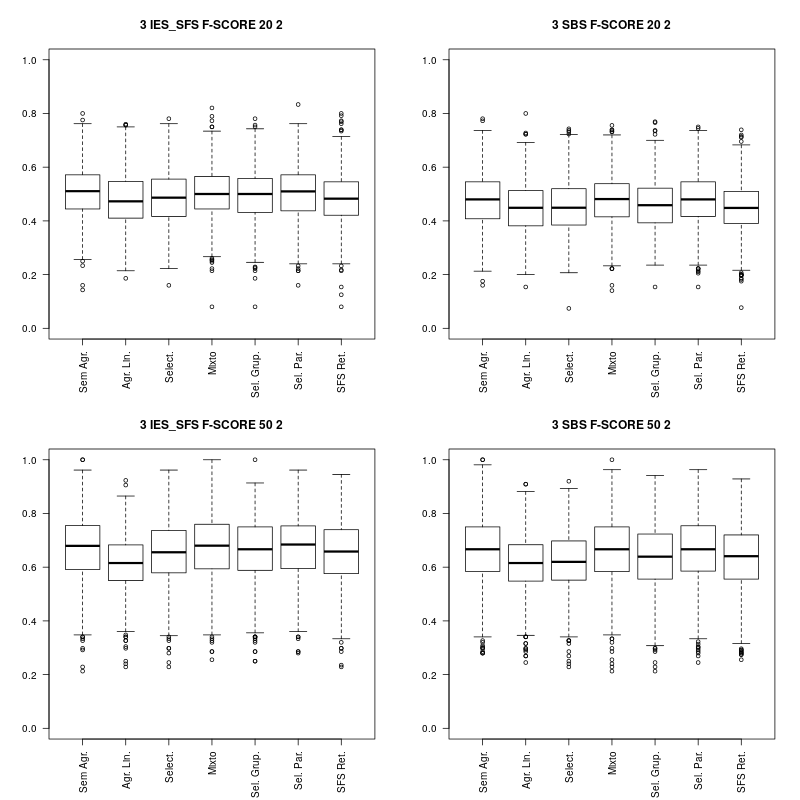 3 IES_SFS F-SCORE 20 2
1.0
0.8
0.6
0.4
0.2
0.0
Sem Agr.
Agr. Lin.
Select.
Mixto
Sel. Grup.
Sel. Par.
SFS Ret.
3 SBS F-SCORE 20 2
1.0
0.8
0.6
0.4
0.2
0.0
Sem Agr.
Agr. Lin.
Select.
Mixto
Sel. Grup.
Sel. Par.
SFS Ret.
3 IES_SFS F-SCORE 50 2
1.0
0.8
0.6
0.4
0.2
0.0
Sem Agr.
Agr. Lin.
Select.
Mixto
Sel. Grup.
Sel. Par.
SFS Ret.
3 SBS F-SCORE 50 2
1.0
0.8
0.6
0.4
0.2
0.0
Sem Agr.
Agr. Lin.
Select.
Mixto
Sel. Grup.
Sel. Par.
SFS Ret.